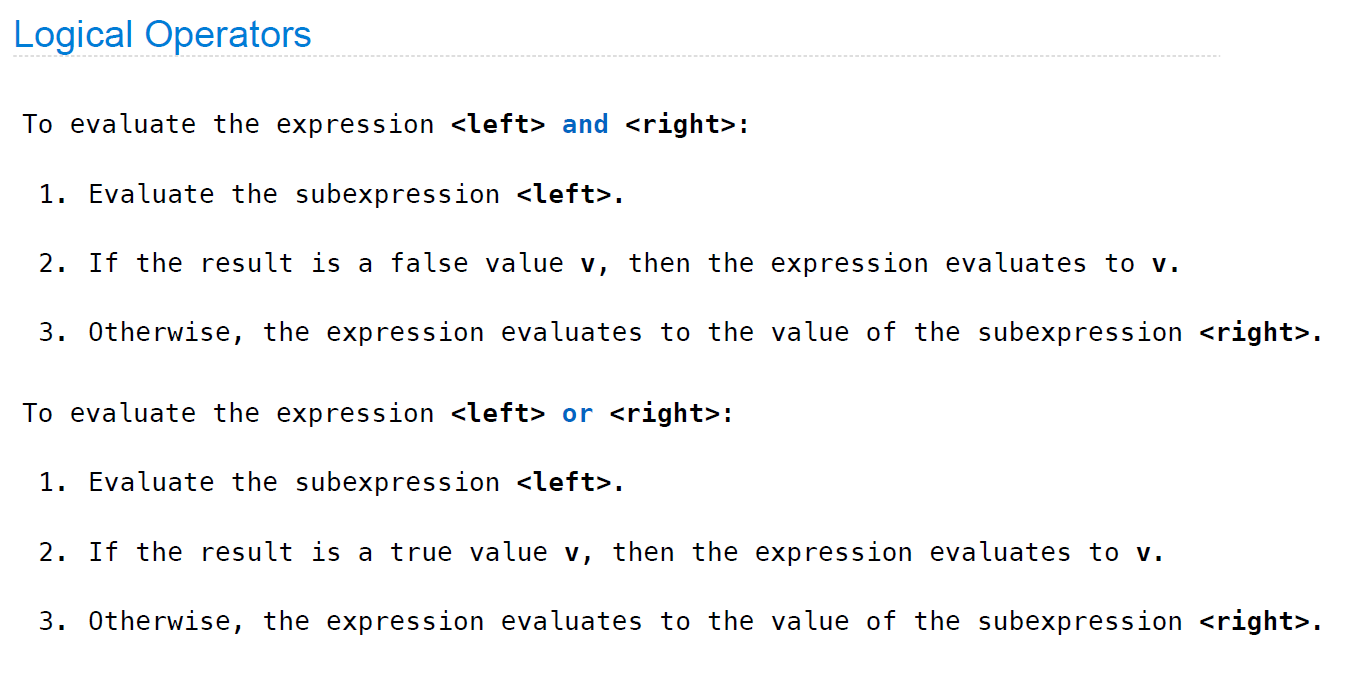 Logical Operators
To evaluate the expression <left> and <right>:
1. Evaluate the subexpression <left>.
2. If the result is a false value v, then the expression evaluates to v.
3. Otherwise, the expression evaluates to the value of the subexpression <right>.
To evaluate the expression <left> or <right>:
1. Evaluate the subexpression <left>.
2. If the result is a true value v, then the expression evaluates to v.
3. Otherwise, the expression evaluates to the value of the subexpression <right>.